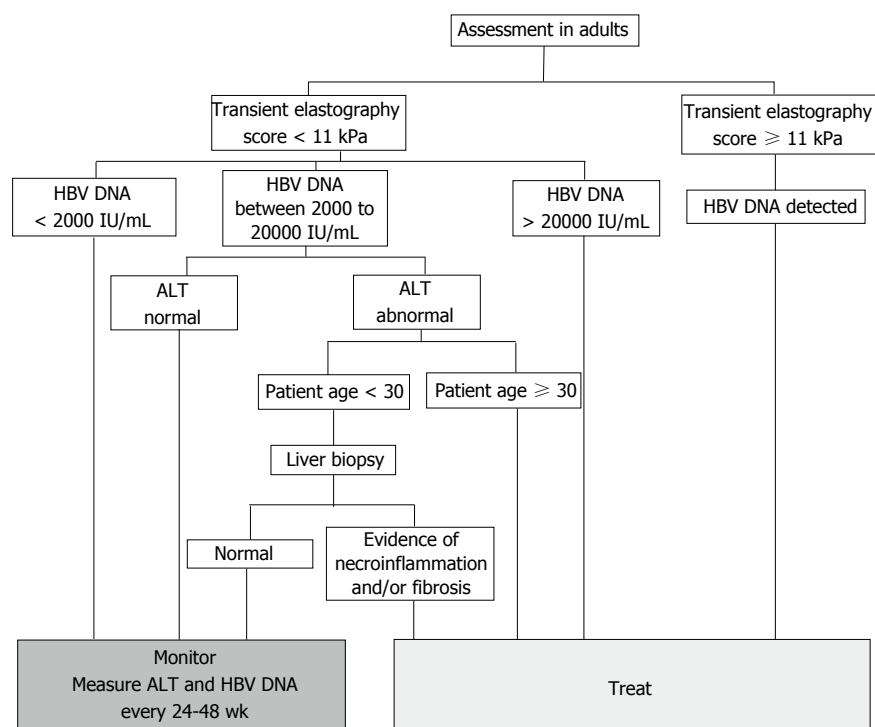 Assessment in adults
Transient elastography
score < 11 kPa
Transient elastography
score ⩾ 11 kPa
HBV DNA
< 2000 IU/mL
HBV DNA
between 2000 to
20000 IU/mL
HBV DNA
> 20000 IU/mL
HBV DNA detected
ALT
normal
ALT
abnormal
Patient age < 30
Patient age ⩾ 30
Liver biopsy
Normal
Evidence of
necroinflammation
and/or fibrosis
Monitor
Measure ALT and HBV DNA
every 24-48 wk
Treat